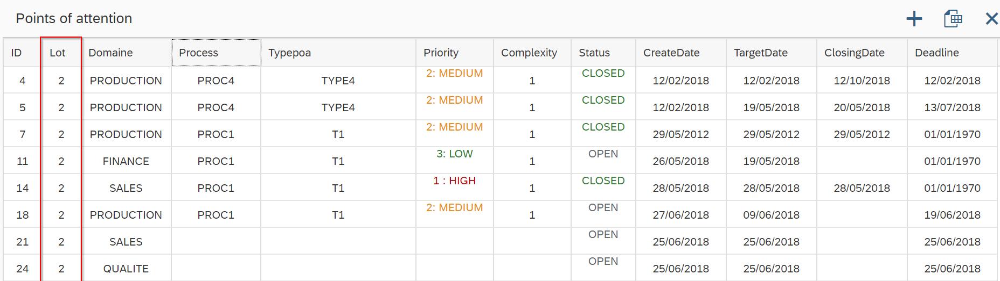 Points of attention
ID Lot Domaine Process Typepoa Priority Complexity Status CreateDate TargetDate ClosingDate Deadline
4 2 PRODUCTION PROC4 TYPE4 2: MEDIUM 1 CLOSED 12/02/2018 12/02/2018 12/10/2018 12/02/2018
5 2 PRODUCTION PROC4 TYPE4 2: MEDIUM 1 CLOSED 12/02/2018 19/05/2018 20/05/2018 13/07/2018
7 2 PRODUCTION PROC1 T1 2: MEDIUM 1 CLOSED 29/05/2012 29/05/2012 29/05/2012 01/01/1970
11 2 FINANCE PROC1 T1 3: LOW 1 OPEN 26/05/2018 19/05/2018 01/01/1970
14 2 SALES PROC1 T1 1 : HIGH 1 CLOSED 28/05/2018 28/05/2018 28/05/2018 01/01/1970
18 2 PRODUCTION PROC1 T1 2: MEDIUM 1 OPEN 27/06/2018 09/06/2018 19/06/2018
21 2 SALES OPEN 25/06/2018 25/06/2018 25/06/2018
24 2 QUALITE OPEN 25/06/2018 25/06/2018 25/06/2018